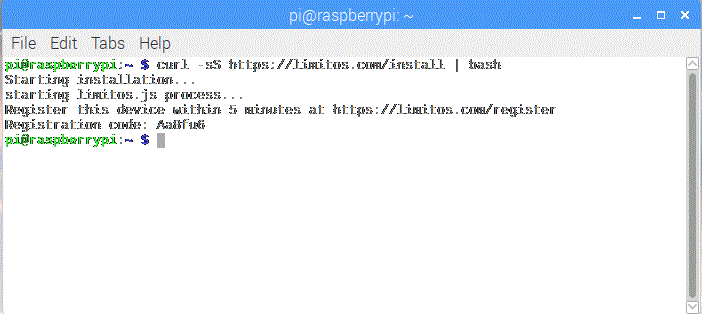 pi@raspberrypi: ~
File Edit Tabs Help
pi@raspberrypi:~ $ curl -sS https://limitos.com/install | bash
Starting installation...
starting limitos.js process...
Register this device within 5 minutes at https://limitos.com/register
Registration code: Aa8fu6
pi@raspberrypi:~ $